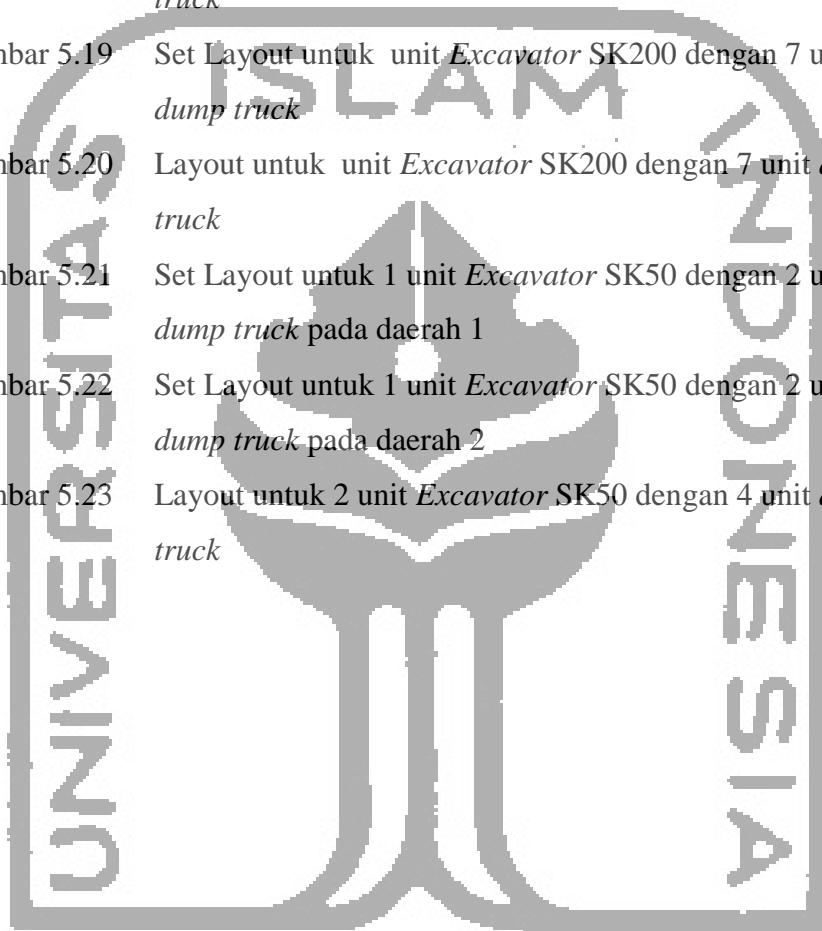 truck
mbar 5.19 Set Layout untuk unit Excavator SK200 dengan 7 u
dump truck
mbar 5.20 Layout untuk unit Excavator SK200 dengan 7 unit d
truck
mbar 5.21 Set Layout untuk 1 unit Excavator SK50 dengan 2 u
dump truck pada daerah 1
mbar 5.22 Set Layout untuk 1 unit Excavator SK50 dengan 2 u
dump truck pada daerah 2
mbar 5.23 Layout untuk 2 unit Excavator SK50 dengan 4 unit d
truck
UNIVERSITAS
ISLAM
INDONESIA